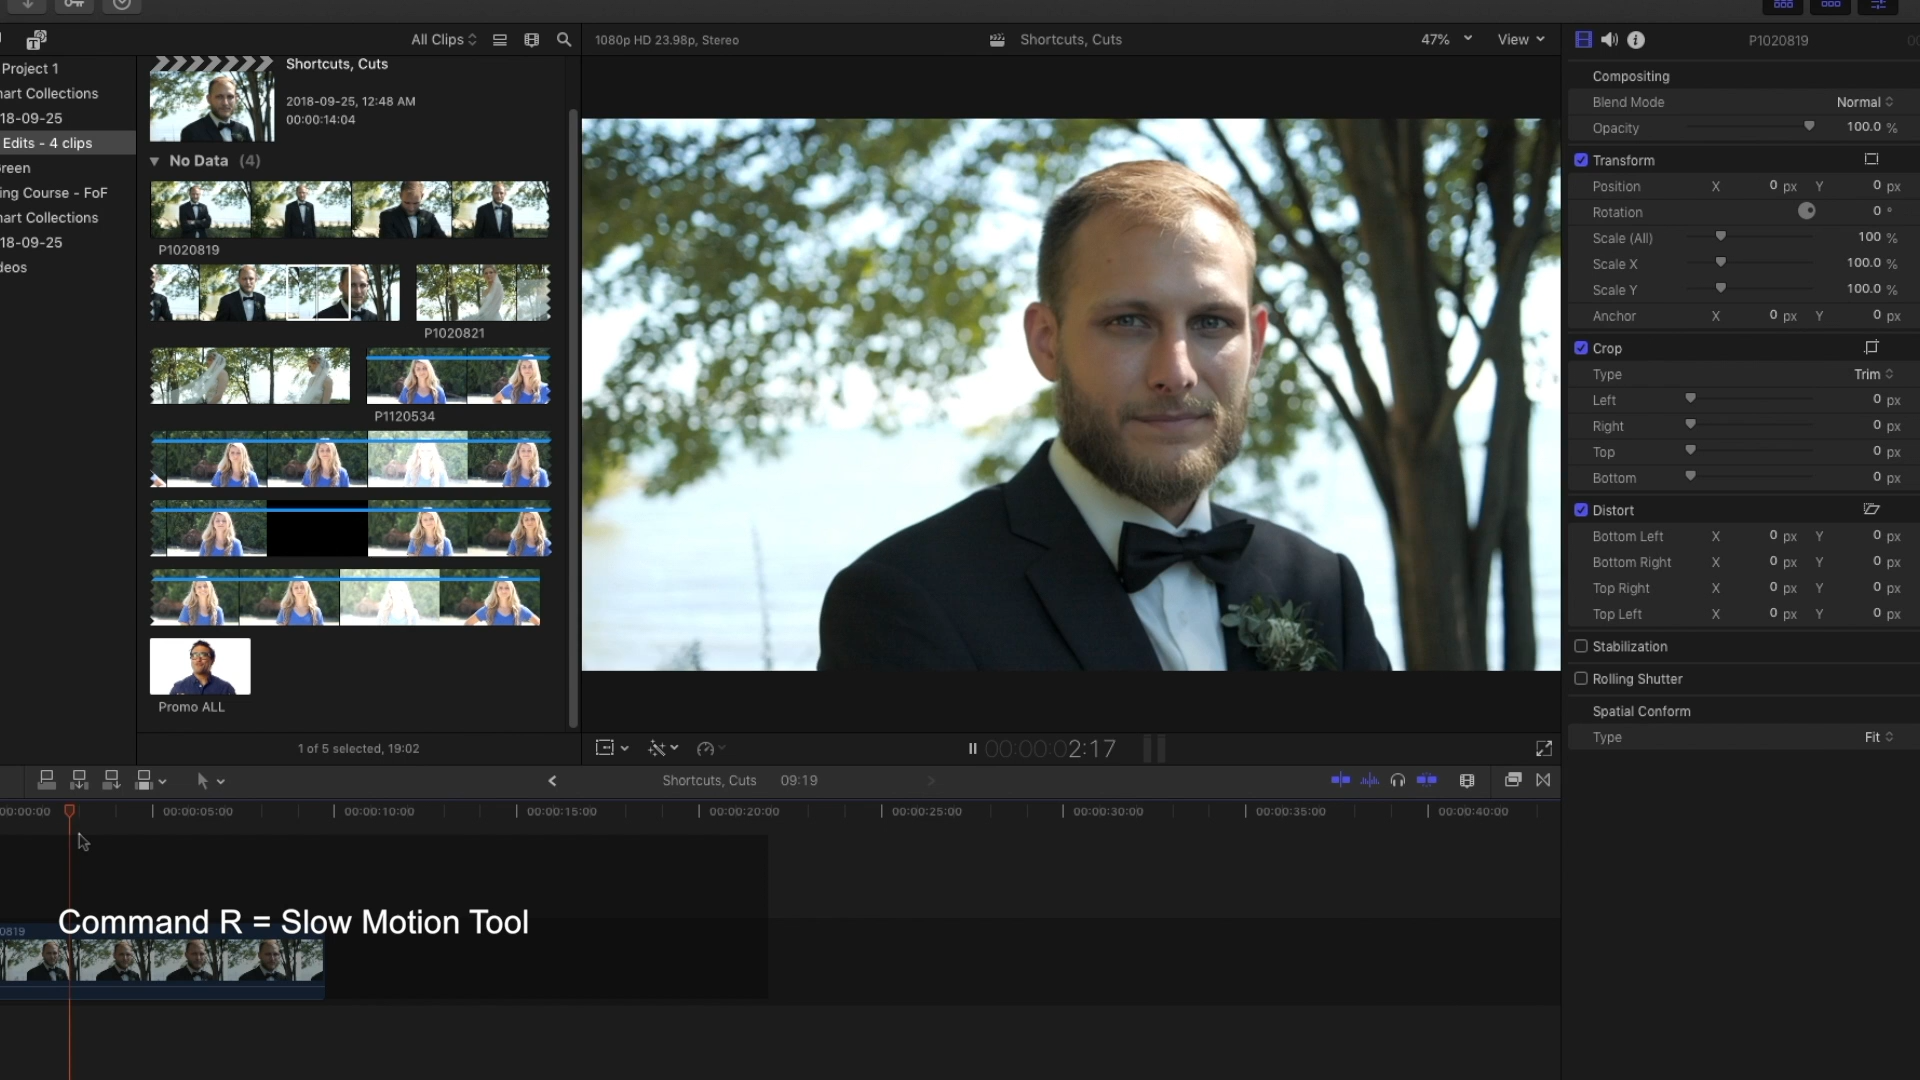 All Clips
1080p HD 23.98p, Stereo
Shortcuts, Cuts
47%
View
P1020819
Project 1
Shortcuts, Cuts
2018-09-25, 12:48 AM
00:00:14:04
nart Collections
18-09-25
Edits - 4 clips
No Data (4)
reen
ing Course - FoF
nart Collections
18-09-25
deos
P1020819
P1020821
P1120534
Promo ALL
1 of 5 selected, 19:02
00:00:00:02:17
Compositing
Blend Mode Normal
Opacity 100.0 %
Transform
Position X 0 px Y 0 px
Rotation 0 °
Scale (All) 100 %
Scale X 100.0 %
Scale Y 100.0 %
Anchor X 0 px Y 0 px
Crop
Type Trim
Left 0 px
Right 0 px
Top 0 px
Bottom 0 px
Distort
Bottom Left X 0 px Y 0 px
Bottom Right X 0 px Y 0 px
Top Right X 0 px Y 0 px
Top Left X 0 px Y 0 px
Stabilization
Rolling Shutter
Spatial Conform
Type Fit
Shortcuts, Cuts 09:19
00:00:00 00:00:05:00 00:00:10:00 00:00:15:00 00:00:20:00 00:00:25:00 00:00:30:00 00:00:35:00 00:00:40:00
Command R = Slow Motion Tool
0819